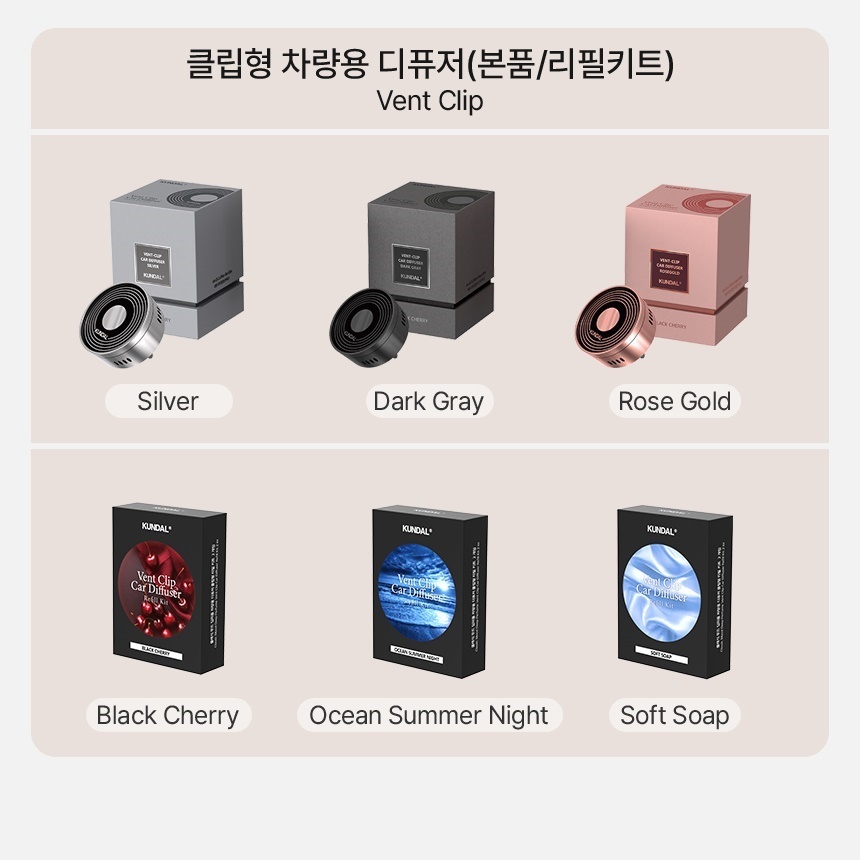 클립형 차량용 디퓨저(본품/리필키트)
Vent Clip
VENT-CLIP
CAR DIFFUSER
SILVER
KUNDAL
KUNDAL
Silver
VENT-CLIP
CAR DIFFUSER
DARK GRAY
KUNDAL
KUNDAL
Dark Gray
VENT-CLIP
CAR DIFFUSER
ROSEGOLD
KUNDAL
KUNDAL
Rose Gold
KUNDAL
Vent Clip
Car Diffuser
Refill Kit
BLACK CHERRY
Black Cherry
KUNDAL
Vent Clip
Car Diffuser
Refill Kit
OCEAN SUMMER NIGHT
Ocean Summer Night
KUNDAL
Vent Clip
Car Diffuser
Refill Kit
SOFT SOAP
Soft Soap